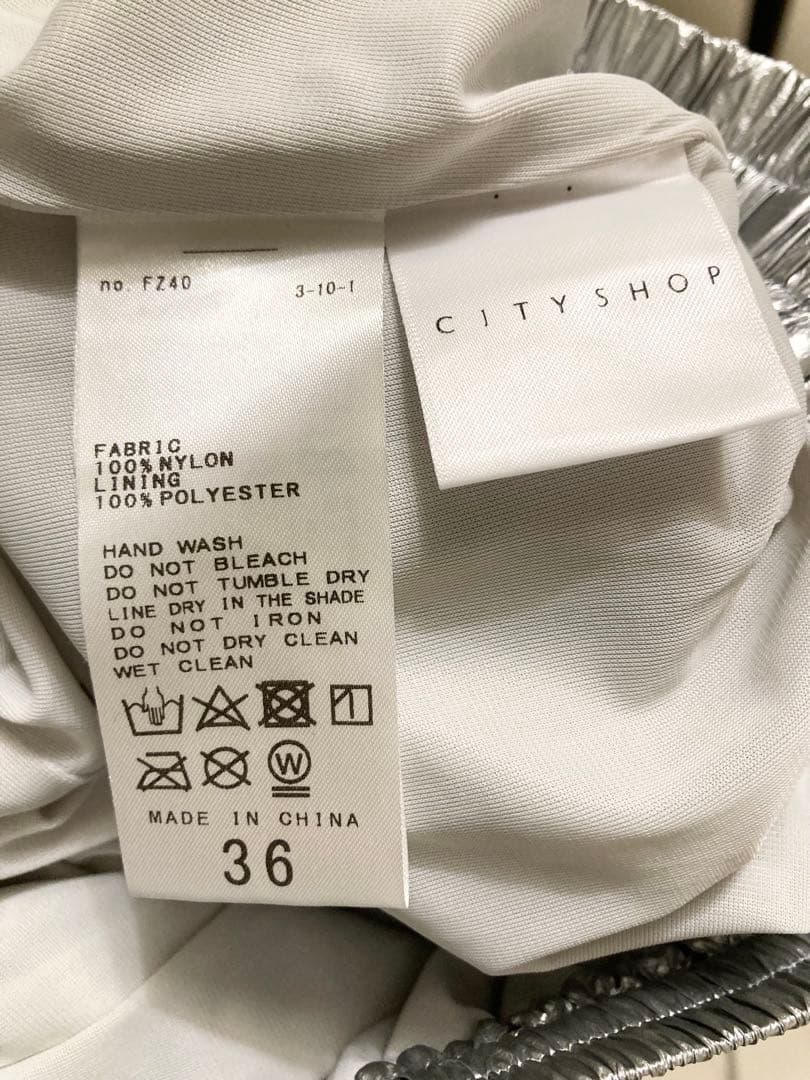 no. FZ40 3-10-1
CITYSHOP
FABRIC
100% NYLON
LINING
100% POLYESTER
HAND WASH
DO NOT BLEACH
DO NOT TUMBLE DRY
LINE DRY IN THE SHADE
DO NOT IRON
DO NOT DRY CLEAN
WET CLEAN
W
MADE IN CHINA
36